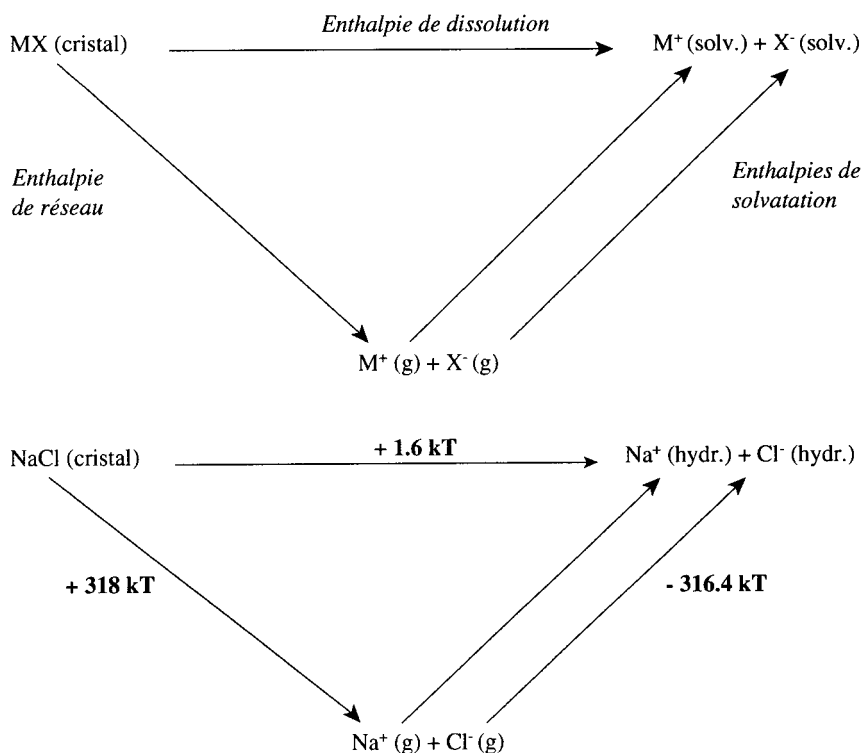 Enthalpie de dissolution
MX (cristal)
M⁺ (solv.) + X⁻ (solv.)
Enthalpie
de réseau
Enthalpies de
solvatation
M⁺ (g) + X⁻ (g)
+ 1.6 kT
NaCl (cristal)
Na⁺ (hydr.) + Cl⁻ (hydr.)
+ 318 kT
- 316.4 kT
Na⁺ (g) + Cl⁻ (g)